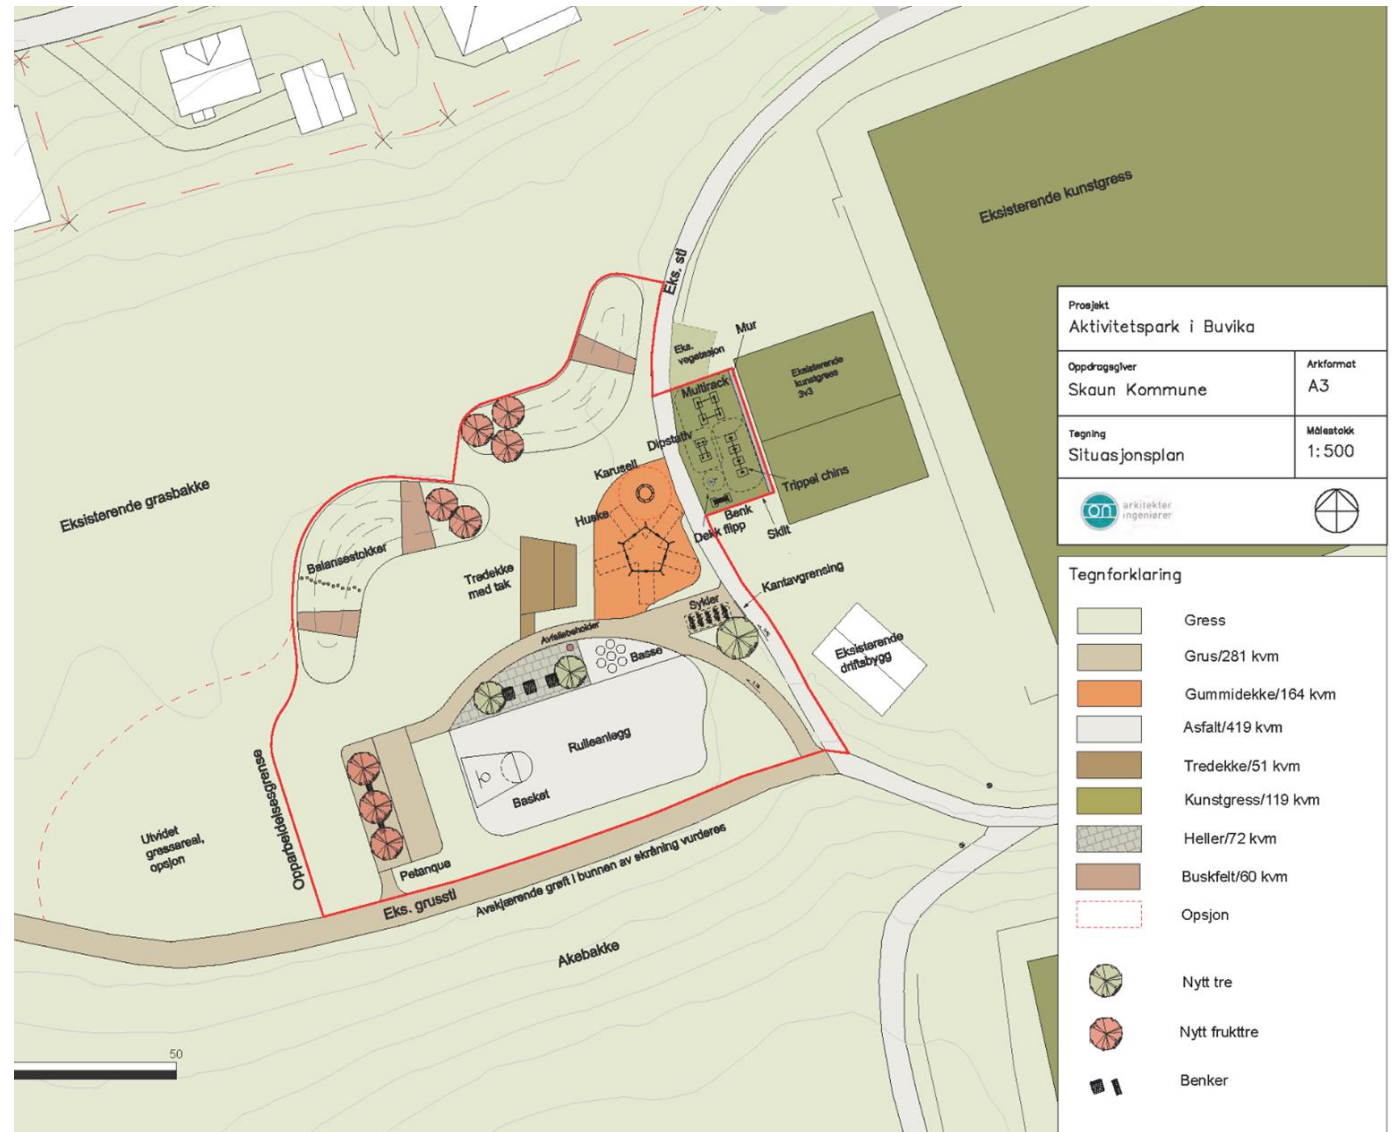 Eksisterende kunstgress
Eks. sti
Mur
Eks.
vegetasjon
Eksisterende
kunstgress
3v3
Multirack
Dipstativ
Trippel chins
Karusell
Huske
Benk
Dekk flipp
Skilt
Eksisterende grasbakke
Balansestokker
Tredekke
med tak
Kantavgrensing
Sykler
Avfallsbeholder
Basse
Eksisterende
driftsbygg
Rulleanlegg
Basket
Opparbeidelsesgrense
Utvidet
gressareal,
opsjon
Petanque
Eks. grussti
Avskjærende grøft i bunnen av skråning vurderes
Akebakke
50
Prosjekt
Aktivitetspark i Buvika
Oppdragsgiver
Skaun Kommune
Arkformat
A3
Tegning
Situasjonsplan
Målestokk
1:500
on arkitekter
ingeniører
Tegnforklaring
Gress
Grus/281 kvm
Gummidekke/164 kvm
Asfalt/419 kvm
Tredekke/51 kvm
Kunstgress/119 kvm
Heller/72 kvm
Buskfelt/60 kvm
Opsjon
Nytt tre
Nytt frukttre
Benker